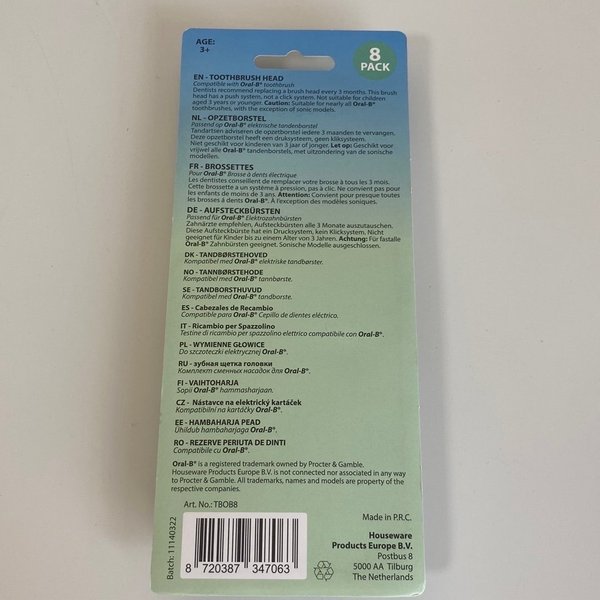 AGE:
3+
8
PACK
EN - TOOTHBRUSH HEAD
Compatible with Oral-B® toothbrush
Dentists recommend replacing a brush head every 3 months. This brush
head has a push system, not a click system. Not suitable for children
aged 3 years or younger. Caution: Suitable for nearly all Oral-B®
toothbrushes, with the exception of sonic models.
NL - OPZETBORSTEL
Passend op Oral-B® elektrische tandenborstel
Tandartsen adviseren de opzetborstel iedere 3 maanden te vervangen.
Deze opzetborstel heeft een druksysteem, geen kliksysteem.
Niet geschikt voor kinderen van 3 jaar of jonger. Let op: Geschikt voor
vrijwel alle Oral-B® tandenborstels, met uitzondering van de sonische
modellen.
FR - BROSSETTES
Pour Oral-B® Brosse à dents électrique
Les dentistes conseillent de remplacer votre brosse à tous les 3 mois.
Cette brosse a un système à pression, pas à clic. Ne convient pas pour
les enfants de moins de 3 ans. Attention: Convient pour presque toutes
les brosses à dents Oral-B®. À l'exception des modèles soniques.
DE - AUFSTECKBÜRSTEN
Passend für Oral-B® Elektrozahnbürsten
Zahnärzte empfehlen, Aufsteckbürsten alle 3 Monate auszutauschen.
Diese Aufsteckbürste hat ein Drucksystem, kein Klicksystem. Nicht
geeignet für Kinder bis zu einem Alter von 3 Jahren. Achtung: Für fastalle
Oral-B® Zahnbürsten geeignet. Sonische Modelle ausgeschlossen.
DK - TANDBØRSTEHOVED
Kompatibel med Oral-B® elektriske tandbørster.
NO - TANNBØRSTEHODE
Kompatibel med Oral-B® tannbørste.
SE - TANDBORSTHUVUD
Kompatibel med Oral-B® tandborste.
ES - Cabezales de Recambio
Compatible para Oral-B® Cepillo de dientes eléctrico.
IT - Ricambio per Spazzolino
Testine di ricambio per spazzolino elettrico compatibile con Oral-B®.
PL - WYMIENNE GŁOWICE
Do szczoteczki elektrycznej Oral-B®.
RU - зубная щетка головки
Комплект сменных насадок для Oral-B®.
FI - VAIHTOHARJA
Sopii Oral-B® hammasharjaan.
CZ - Nástavce na elektrický kartáček
Kompatibilní na kartáčky Oral-B®.
EE - HAMBAHARJA PEAD
Ühildub hambaharjaga Oral-B®.
RO - REZERVE PERIUTA DE DINTI
Compatibile cu Oral-B®.
Oral-B® is a registered trademark owned by Procter & Gamble.
Houseware Products Europe B.V. is not connected nor associated in any way
to Procter & Gamble. All trademarks, names and models are property of the
respective companies.
Art. No.: TBOB8
Batch: 11140322
8 720387 347063
Made in P.R.C.
Houseware
Products Europe B.V.
Postbus 8
5000 AA Tilburg
The Netherlands